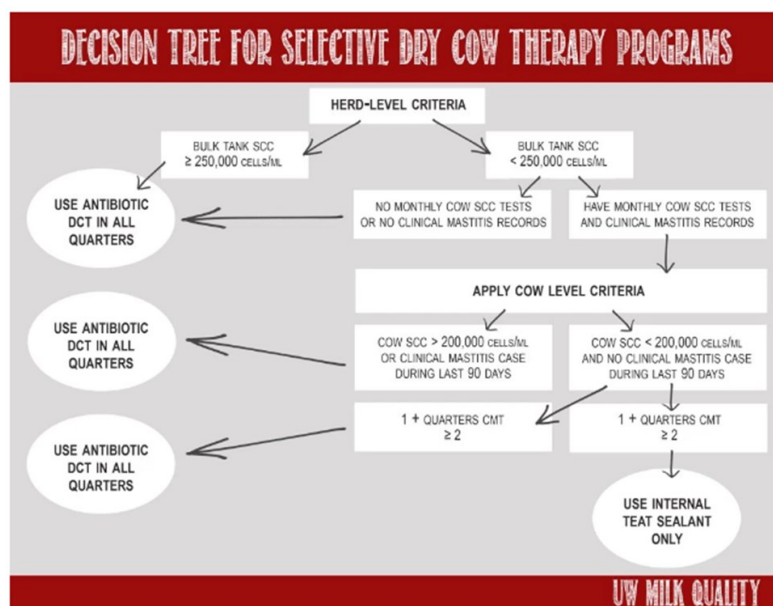 DECISION TREE FOR SELECTIVE DRY COW THERAPY PROGRAMS
HERD-LEVEL CRITERIA
BULK TANK SCC
≥ 250,000 CELLS/ML
BULK TANK SCC
< 250,000 CELLS/ML
USE ANTIBIOTIC
DCT IN ALL
QUARTERS
NO MONTHLY COW SCC TESTS
OR NO CLINICAL MASTITIS RECORDS
HAVE MONTHLY COW SCC TESTS
AND CLINICAL MASTITIS RECORDS
APPLY COW LEVEL CRITERIA
USE ANTIBIOTIC
DCT IN ALL
QUARTERS
COW SCC > 200,000 CELLS/ML
OR CLINICAL MASTITIS CASE
DURING LAST 90 DAYS
COW SCC < 200,000 CELLS/ML
AND NO CLINICAL MASTITIS CASE
DURING LAST 90 DAYS
USE ANTIBIOTIC
DCT IN ALL
QUARTERS
1 + QUARTERS CMT
≥ 2
1 + QUARTERS CMT
≥ 2
USE INTERNAL
TEAT SEALANT
ONLY
UW MILK QUALITY